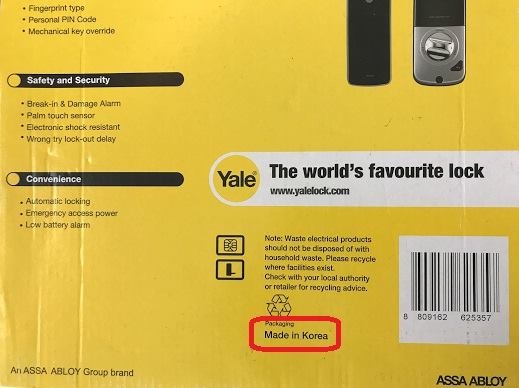 • Fingerprint type
• Personal PIN Code
• Mechanical key override
Safety and Security
• Break-in & Damage Alarm
• Palm touch sensor
• Electronic shock resistant
• Wrong try lock-out delay
Convenience
• Automatic locking
• Emergency access power
• Low battery alarm
Yale
The world's favourite lock
www.yalelock.com
Note: Waste electrical products
should not be disposed of with
household waste. Please recycle
where facilities exist.
Check with your local authority
or retailer for recycling advice.
Packaging
Made in Korea
8 809162 625357
An ASSA ABLOY Group brand
ASSA ABLOY